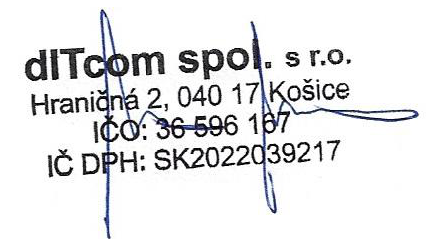 dITcom spol. s r.o.
Hraničná 2, 040 17 Košice
IČO: 36 596 167
IČ DPH: SK2022039217